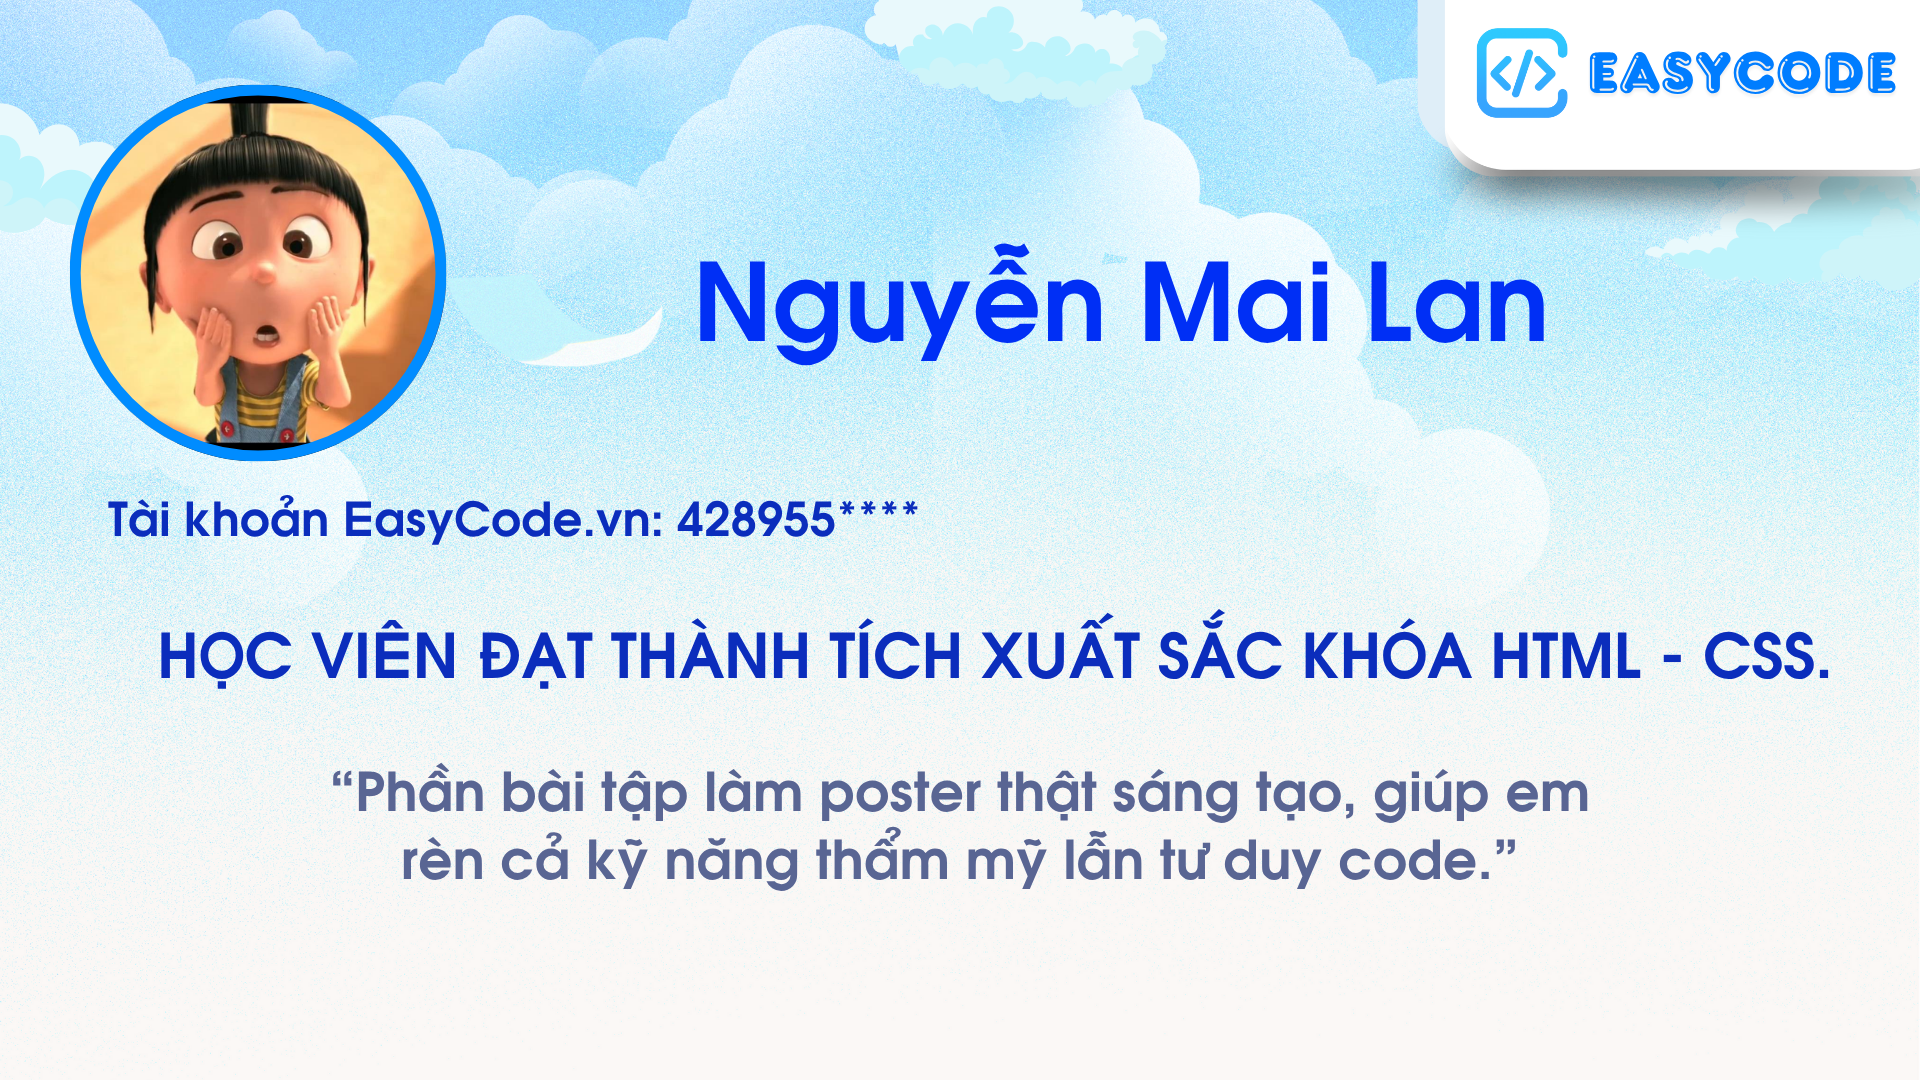 EASYCODE
Nguyễn Mai Lan
Tài khoản EasyCode.vn: 428955****
HỌC VIÊN ĐẠT THÀNH TÍCH XUẤT SẮC KHÓA HTML - CSS.
“Phần bài tập làm poster thật sáng tạo, giúp em
rèn cả kỹ năng thẩm mỹ lẫn tư duy code.”